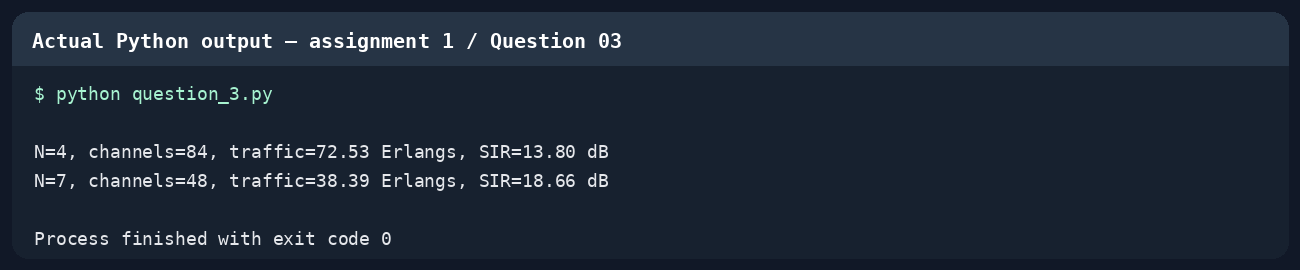 Actual Python output — assignment 1 / Question 03
$ python question_3.py
N=4, channels=84, traffic=72.53 Erlangs, SIR=13.80 dB
N=7, channels=48, traffic=38.39 Erlangs, SIR=18.66 dB
Process finished with exit code 0